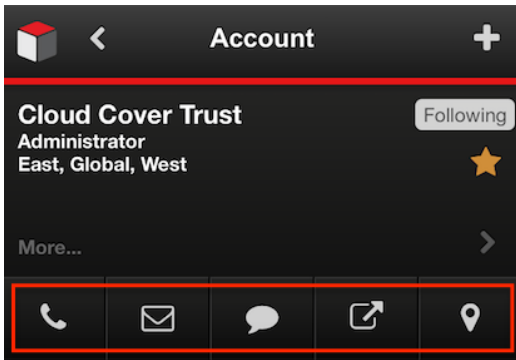 Account
Cloud Cover Trust
Following
Administrator
East, Global, West
More...